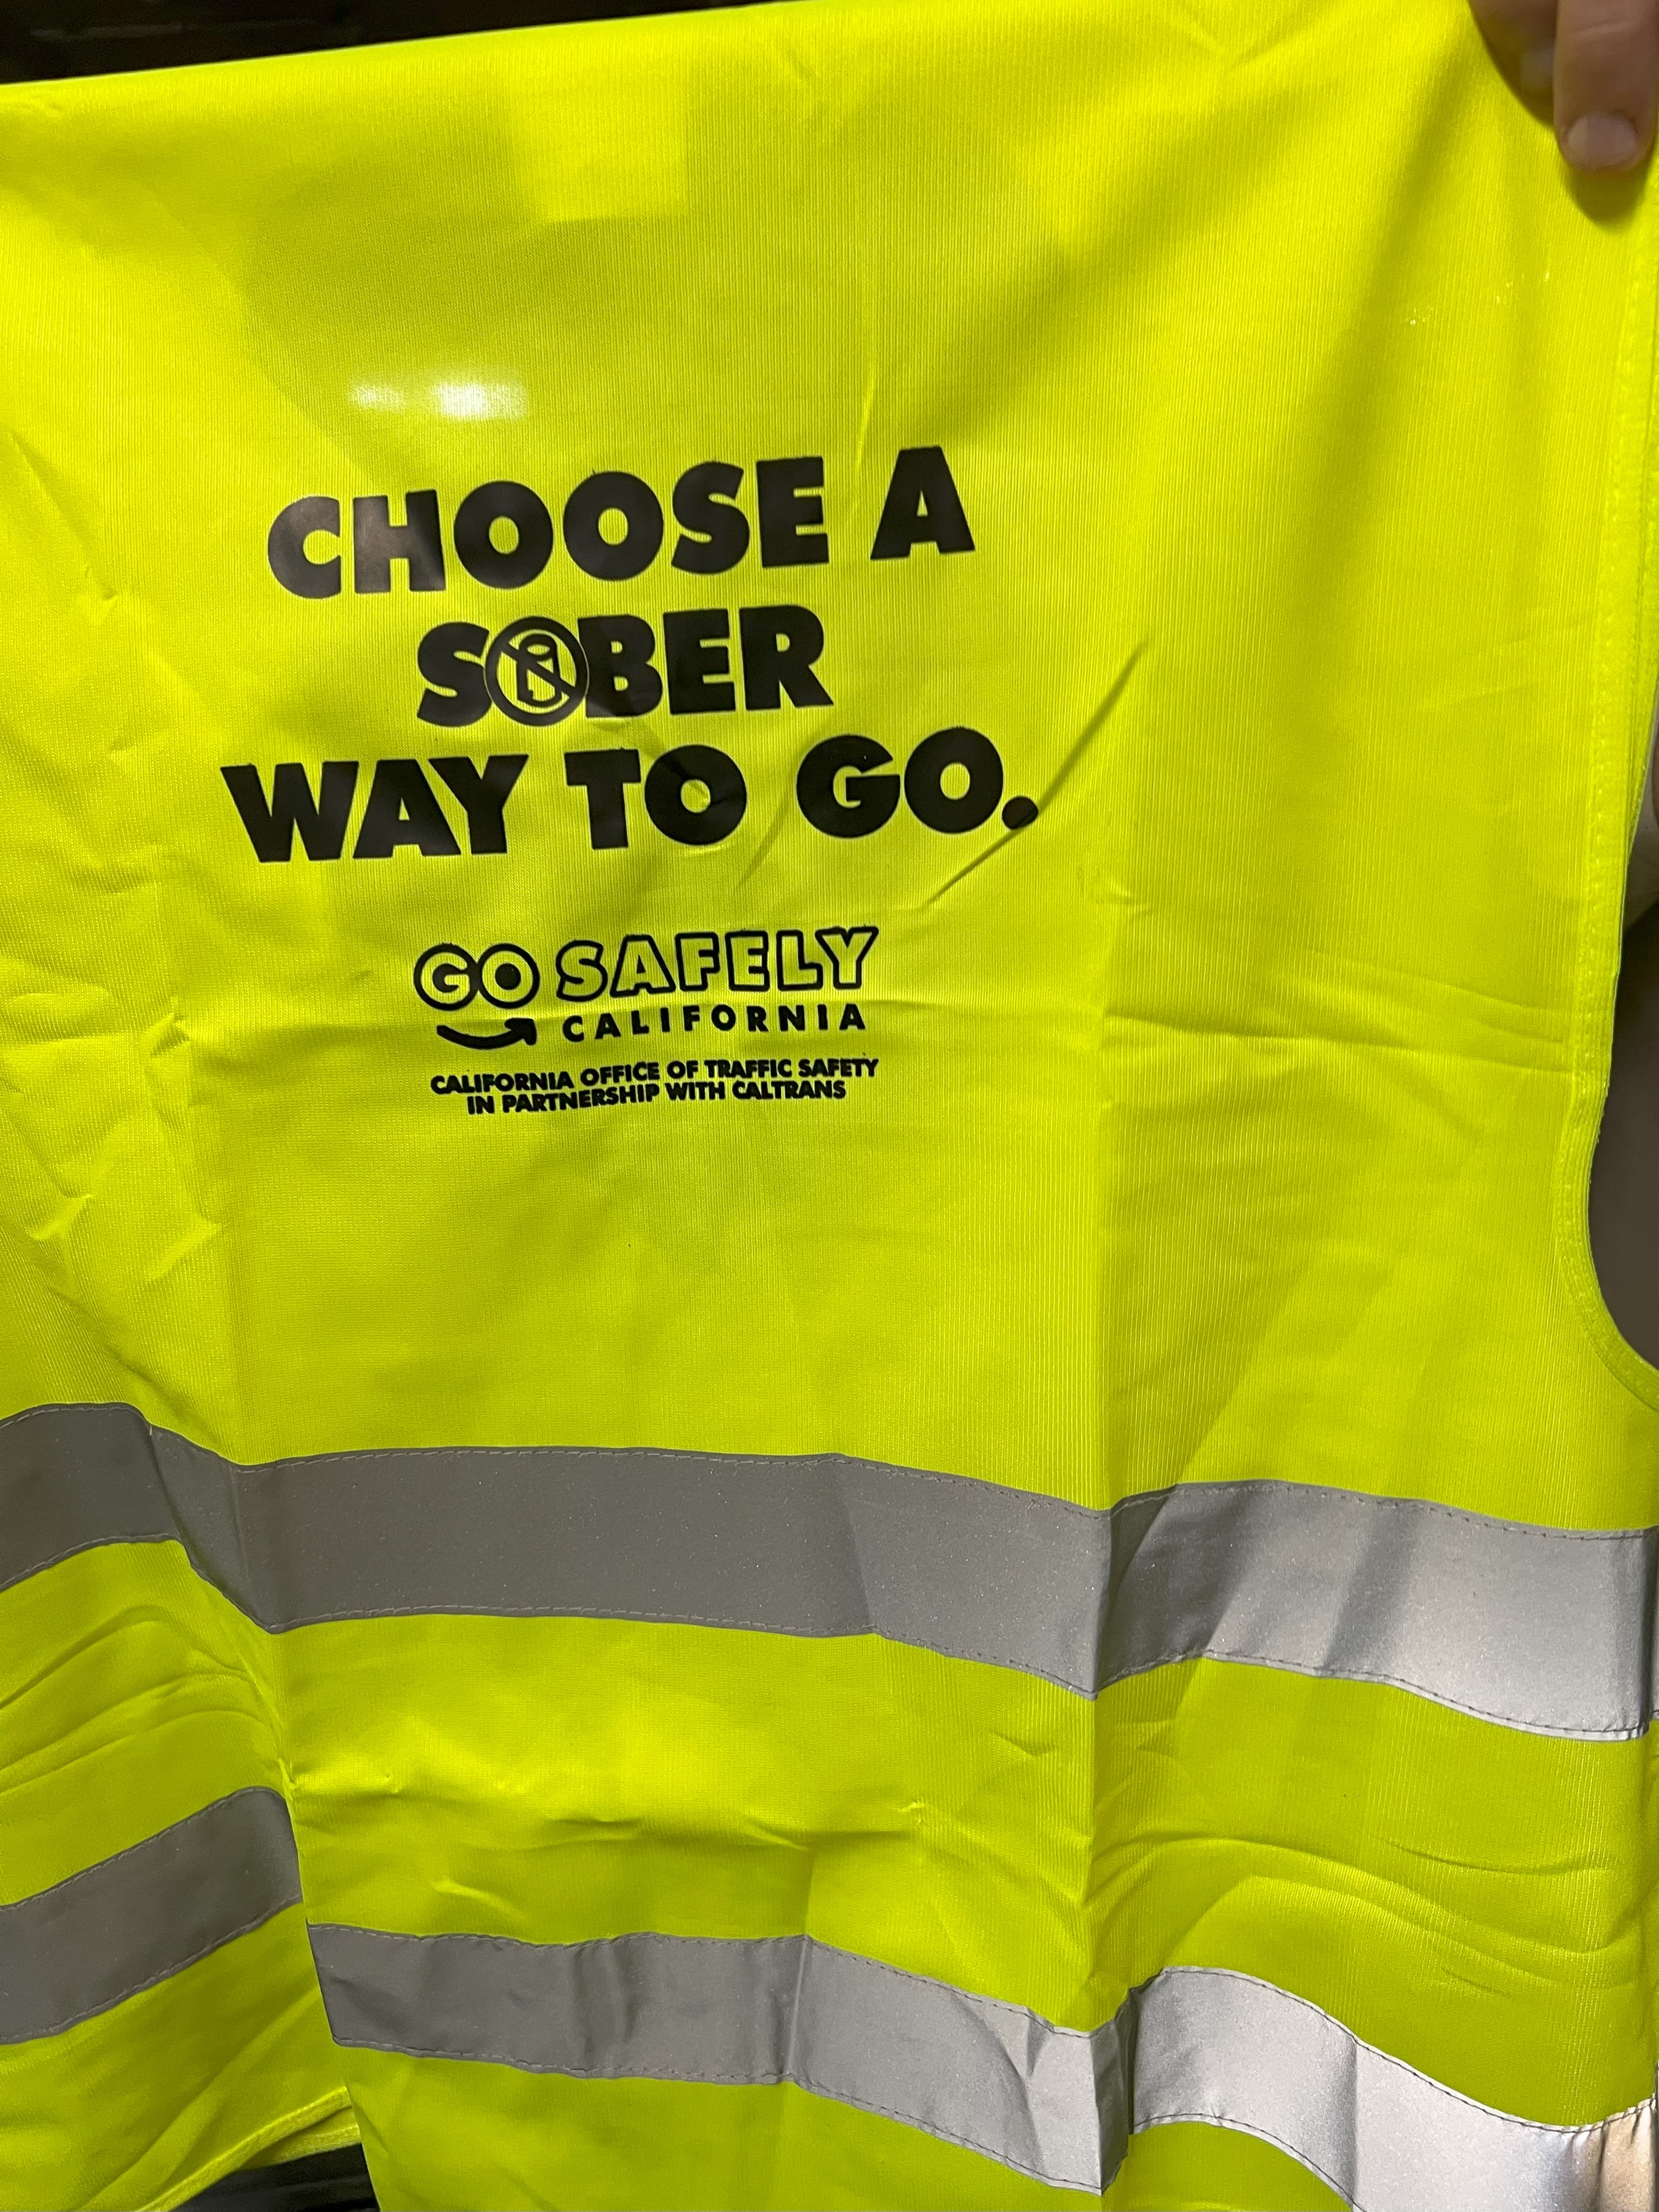 CHOOSE A
SOBER
WAY TO GO.
GO SAFELY
CALIFORNIA
CALIFORNIA OFFICE OF TRAFFIC SAFETY
IN PARTNERSHIP WITH CALTRANS